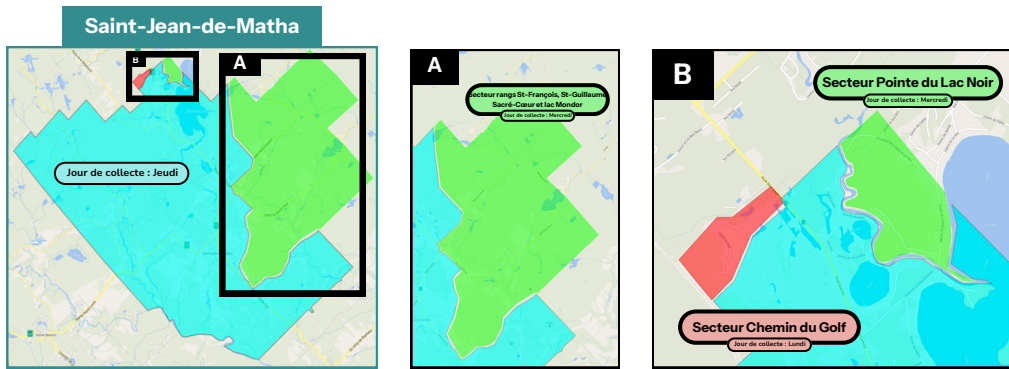 Saint-Jean-de-Matha
B
A
Jour de collecte : Jeudi
A
Secteur rangs St-François, St-Guillaume,
Sacré-Cœur et lac Mondor
Jour de collecte : Mercredi
B
Secteur Pointe du Lac Noir
Jour de collecte : Mercredi
Secteur Chemin du Golf
Jour de collecte : Lundi